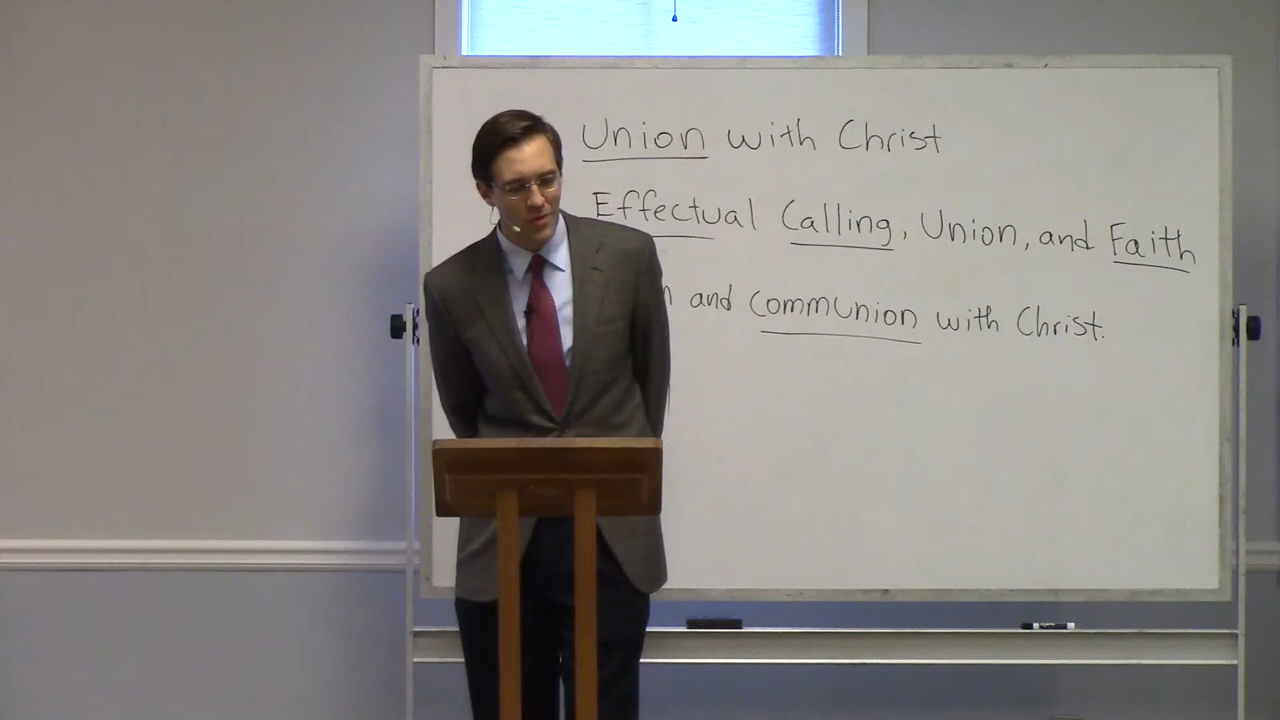 Union with Christ
Effectual Calling, Union, and Faith
and Communion with Christ.